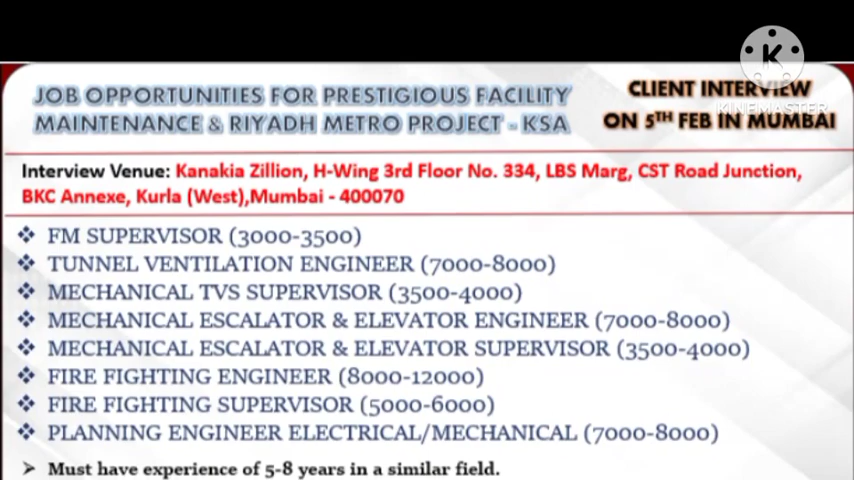 JOB OPPORTUNITIES FOR PRESTIGIOUS FACILITY
MAINTENANCE & RIYADH METRO PROJECT - KSA
CLIENT INTERVIEW
ON 5TH FEB IN MUMBAI
K
KINEMASTER
Interview Venue: Kanakia Zillion, H-Wing 3rd Floor No. 334, LBS Marg, CST Road Junction,
BKC Annexe, Kurla (West),Mumbai - 400070
❖ FM SUPERVISOR (3000-3500)
❖ TUNNEL VENTILATION ENGINEER (7000-8000)
❖ MECHANICAL TVS SUPERVISOR (3500-4000)
❖ MECHANICAL ESCALATOR & ELEVATOR ENGINEER (7000-8000)
❖ MECHANICAL ESCALATOR & ELEVATOR SUPERVISOR (3500-4000)
❖ FIRE FIGHTING ENGINEER (8000-12000)
❖ FIRE FIGHTING SUPERVISOR (5000-6000)
❖ PLANNING ENGINEER ELECTRICAL/MECHANICAL (7000-8000)
➢ Must have experience of 5-8 years in a similar field.